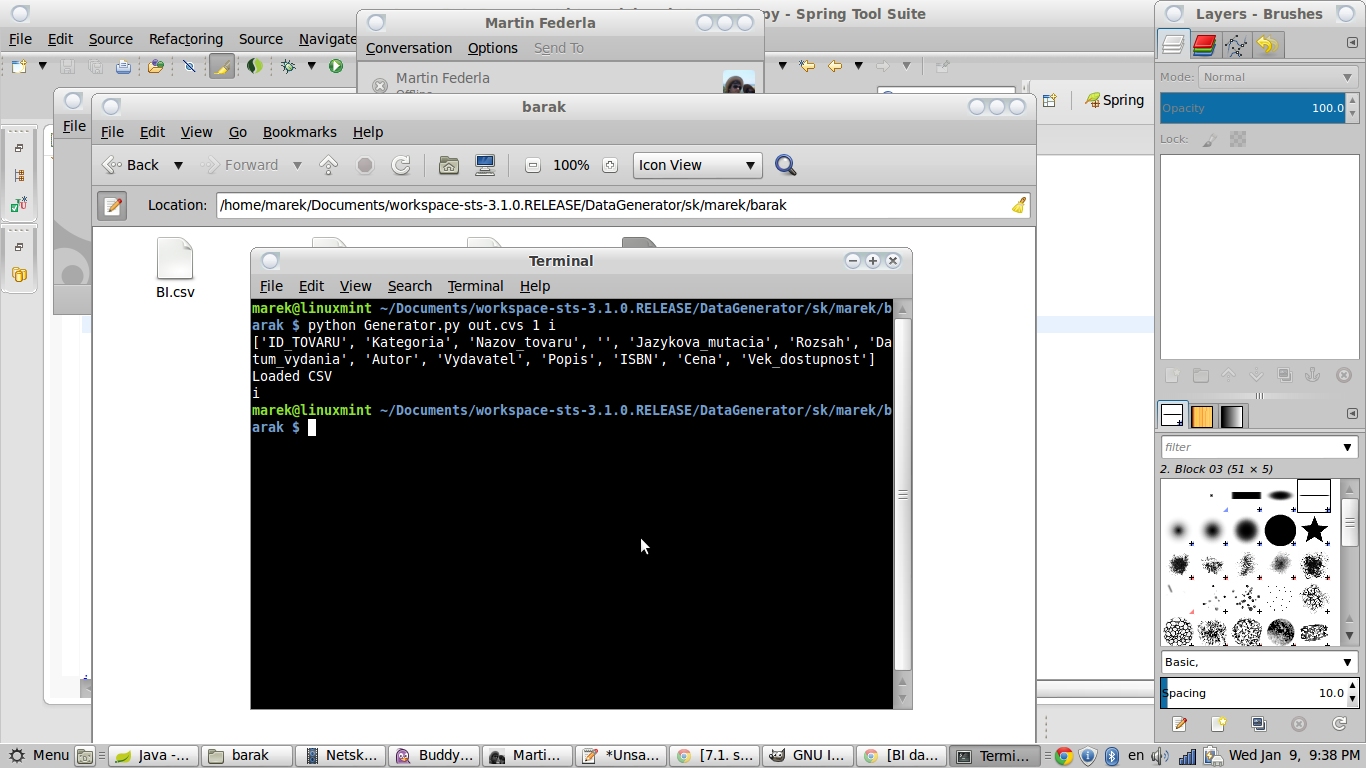 py - Spring Tool Suite
File Edit Source Refactoring Source Navigate
Martin Federla
Conversation Options Send To
Martin Federla
Offline
Spring
File
barak
File Edit View Go Bookmarks Help
Back Forward 100% Icon View
Location: /home/marek/Documents/workspace-sts-3.1.0.RELEASE/DataGenerator/sk/marek/barak
BI.csv
Terminal
File Edit View Search Terminal Help
marek@linuxmint ~/Documents/workspace-sts-3.1.0.RELEASE/DataGenerator/sk/marek/b
arak $ python Generator.py out.cvs 1 i
['ID_TOVARU', 'Kategoria', 'Nazov_tovaru', '', 'Jazykova_mutacia', 'Rozsah', 'Da
tum_vydania', 'Autor', 'Vydavatel', 'Popis', 'ISBN', 'Cena', 'Vek_dostupnost']
Loaded CSV
i
marek@linuxmint ~/Documents/workspace-sts-3.1.0.RELEASE/DataGenerator/sk/marek/b
arak $
Layers - Brushes
Mode: Normal
Opacity 100.0
Lock:
filter
2. Block 03 (51 × 5)
Basic,
Spacing 10.0
Menu Java -... barak Netsk... Buddy... Marti... *Unsa... [7.1. s... GNU I... [BI da... Termi... en Wed Jan 9, 9:38 PM